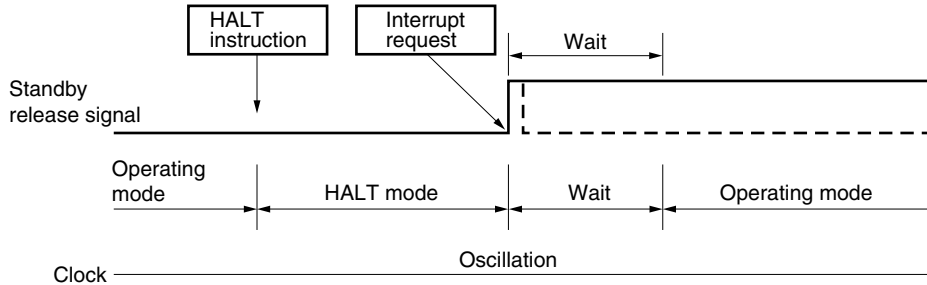 HALT
instruction
Interrupt
request
Wait
Standby
release signal
Operating
mode
HALT mode
Wait
Operating mode
Oscillation
Clock